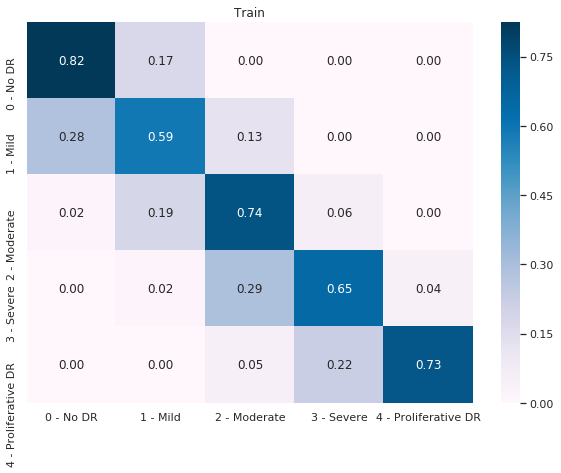 Train
0 - No DR
0.82 0.17 0.00 0.00 0.00
1 - Mild
0.28 0.59 0.13 0.00 0.00
2 - Moderate
0.02 0.19 0.74 0.06 0.00
3 - Severe
0.00 0.02 0.29 0.65 0.04
4 - Proliferative DR
0.00 0.00 0.05 0.22 0.73
0 - No DR 1 - Mild 2 - Moderate 3 - Severe 4 - Proliferative DR
0.75
0.60
0.45
0.30
0.15
0.00